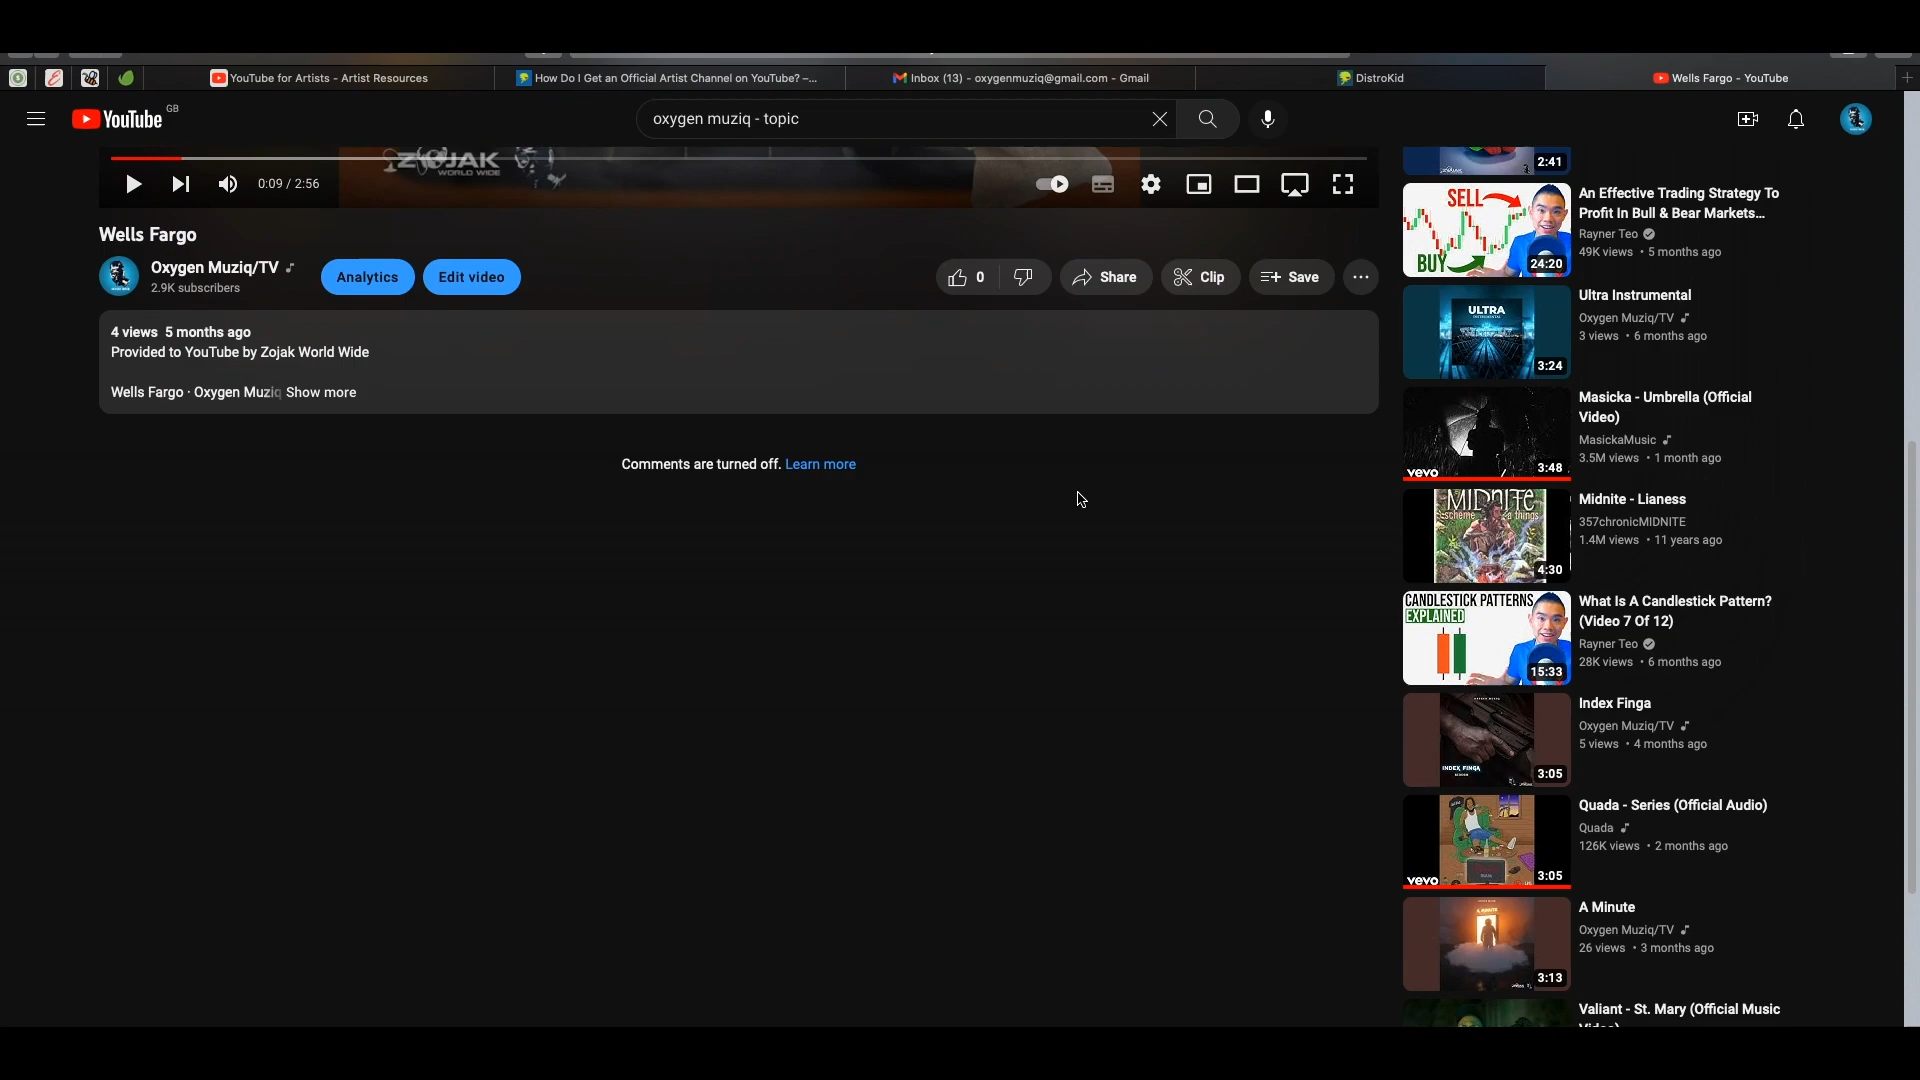 YouTube for Artists - Artist Resources
How Do I Get an Official Artist Channel on YouTube? –...
Inbox (13) - oxygenmuziq@gmail.com - Gmail
DistroKid
Wells Fargo - YouTube
YouTube GB
oxygen muziq - topic
ZOJAK
WORLD WIDE
0:09 / 2:56
Wells Fargo
Oxygen Muziq/TV
2.9K subscribers
Analytics
Edit video
0
Share
Clip
Save
4 views 5 months ago
Provided to YouTube by Zojak World Wide
Wells Fargo · Oxygen Muziq Show more
Comments are turned off. Learn more
2:41
SELL
BUY
24:20
An Effective Trading Strategy To
Profit In Bull & Bear Markets...
Rayner Teo
49K views • 5 months ago
ULTRA
INSTRUMENTAL
3:24
Ultra Instrumental
Oxygen Muziq/TV
3 views • 6 months ago
vevo
3:48
Masicka - Umbrella (Official
Video)
MasickaMusic
3.5M views • 1 month ago
MIDNITE
scheme a things
4:30
Midnite - Lianess
357chronicMIDNITE
1.4M views • 11 years ago
CANDLESTICK PATTERNS
EXPLAINED
15:33
What Is A Candlestick Pattern?
(Video 7 Of 12)
Rayner Teo
28K views • 6 months ago
INDEX FINGA
3:05
Index Finga
Oxygen Muziq/TV
5 views • 4 months ago
vevo
3:05
Quada - Series (Official Audio)
Quada
126K views • 2 months ago
A MINUTE
3:13
A Minute
Oxygen Muziq/TV
26 views • 3 months ago
Valiant - St. Mary (Official Music